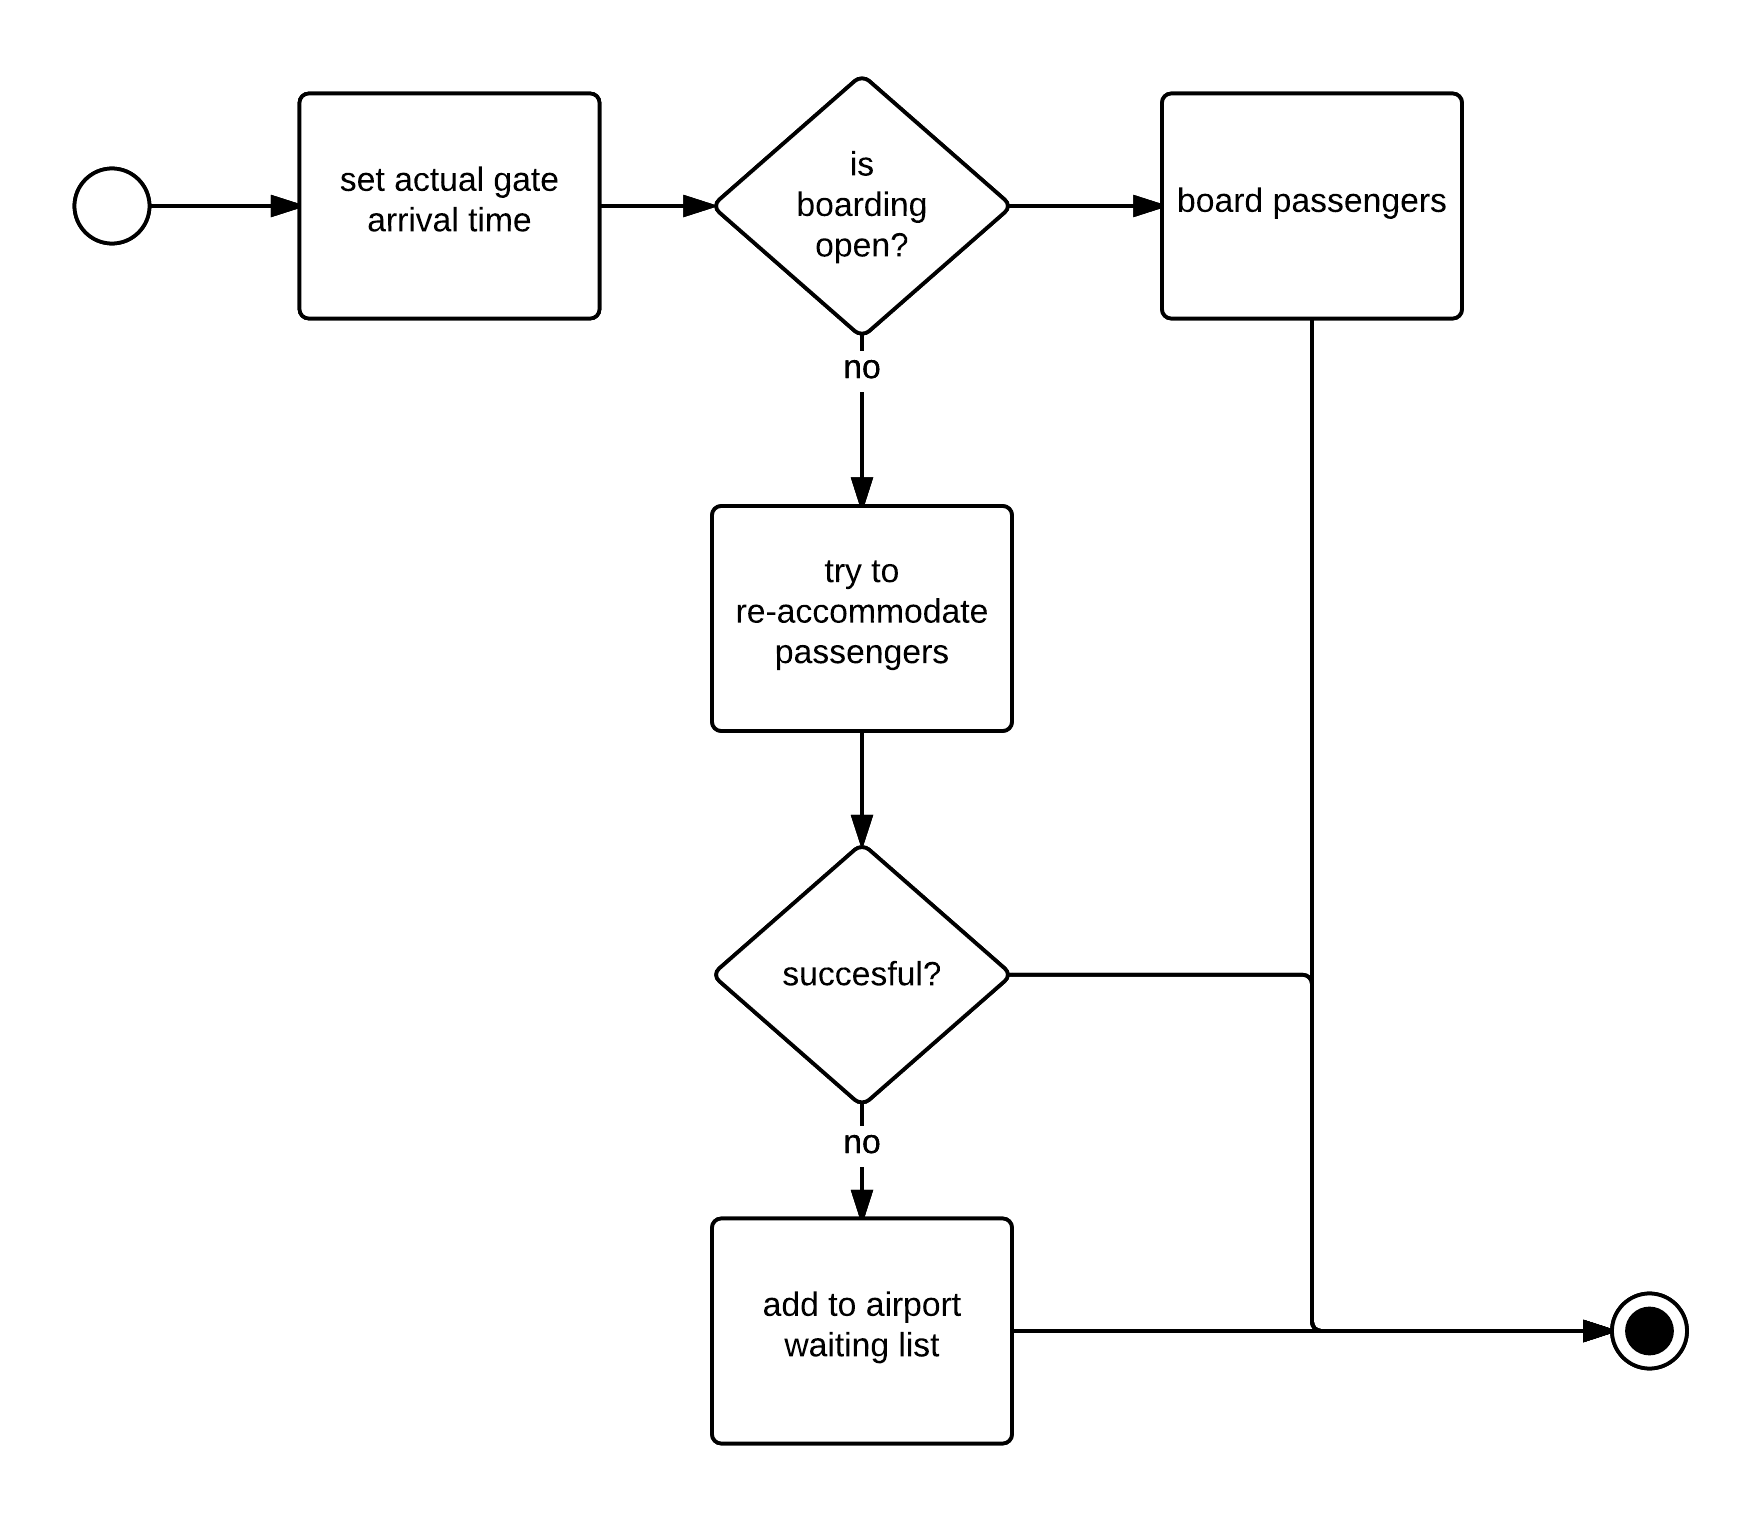 set actual gate
arrival time
is
boarding
open?
board passengers
no
try to
re-accommodate
passengers
succesful?
no
add to airport
waiting list